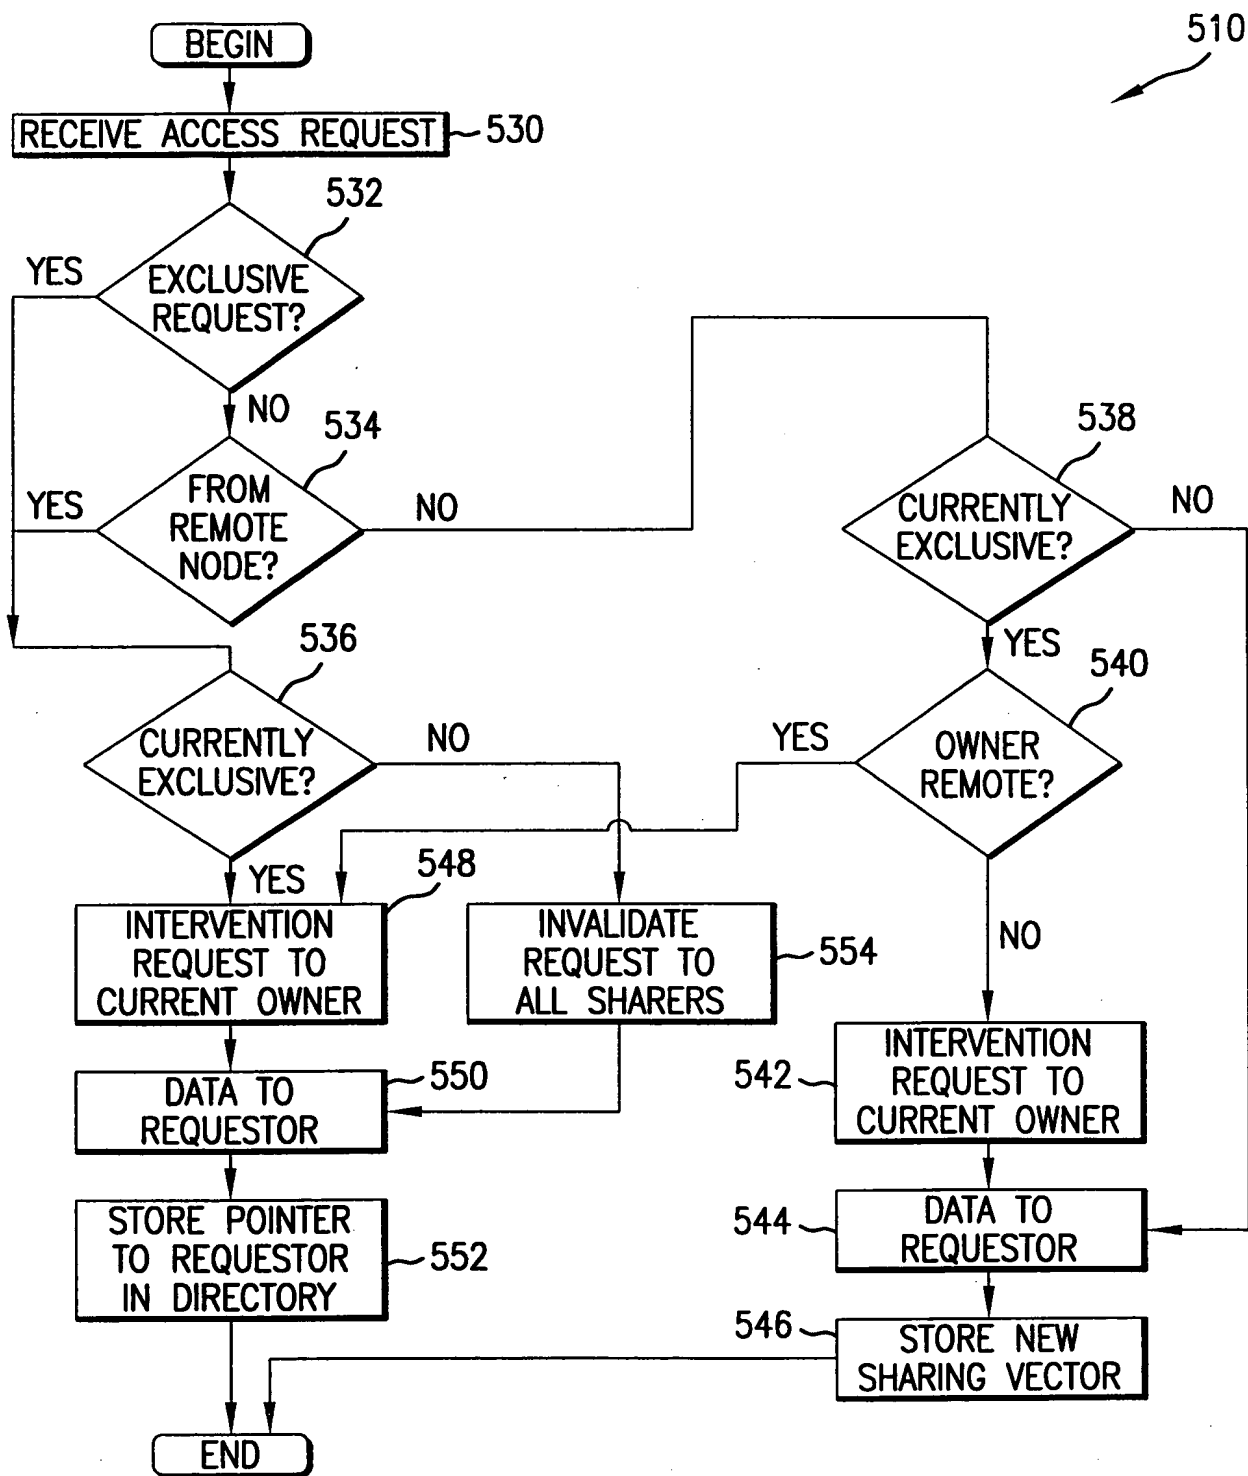 510
BEGIN
RECEIVE ACCESS REQUEST
530
532
YES
EXCLUSIVE
REQUEST?
NO
534
YES
FROM
REMOTE
NODE?
NO
538
CURRENTLY
EXCLUSIVE?
NO
YES
536
CURRENTLY
EXCLUSIVE?
NO
YES
540
YES
OWNER
REMOTE?
NO
548
INTERVENTION
REQUEST TO
CURRENT OWNER
INVALIDATE
REQUEST TO
ALL SHARERS
554
542
INTERVENTION
REQUEST TO
CURRENT OWNER
DATA TO
REQUESTOR
550
544
DATA TO
REQUESTOR
STORE POINTER
TO REQUESTOR
IN DIRECTORY
552
546
STORE NEW
SHARING VECTOR
END